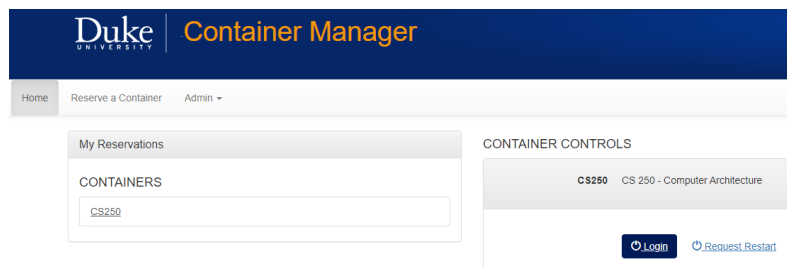 Duke
UNIVERSITY
Container Manager
Home Reserve a Container Admin
My Reservations
CONTAINERS
CS250
CONTAINER CONTROLS
CS250 CS 250 - Computer Architecture
Login Request Restart